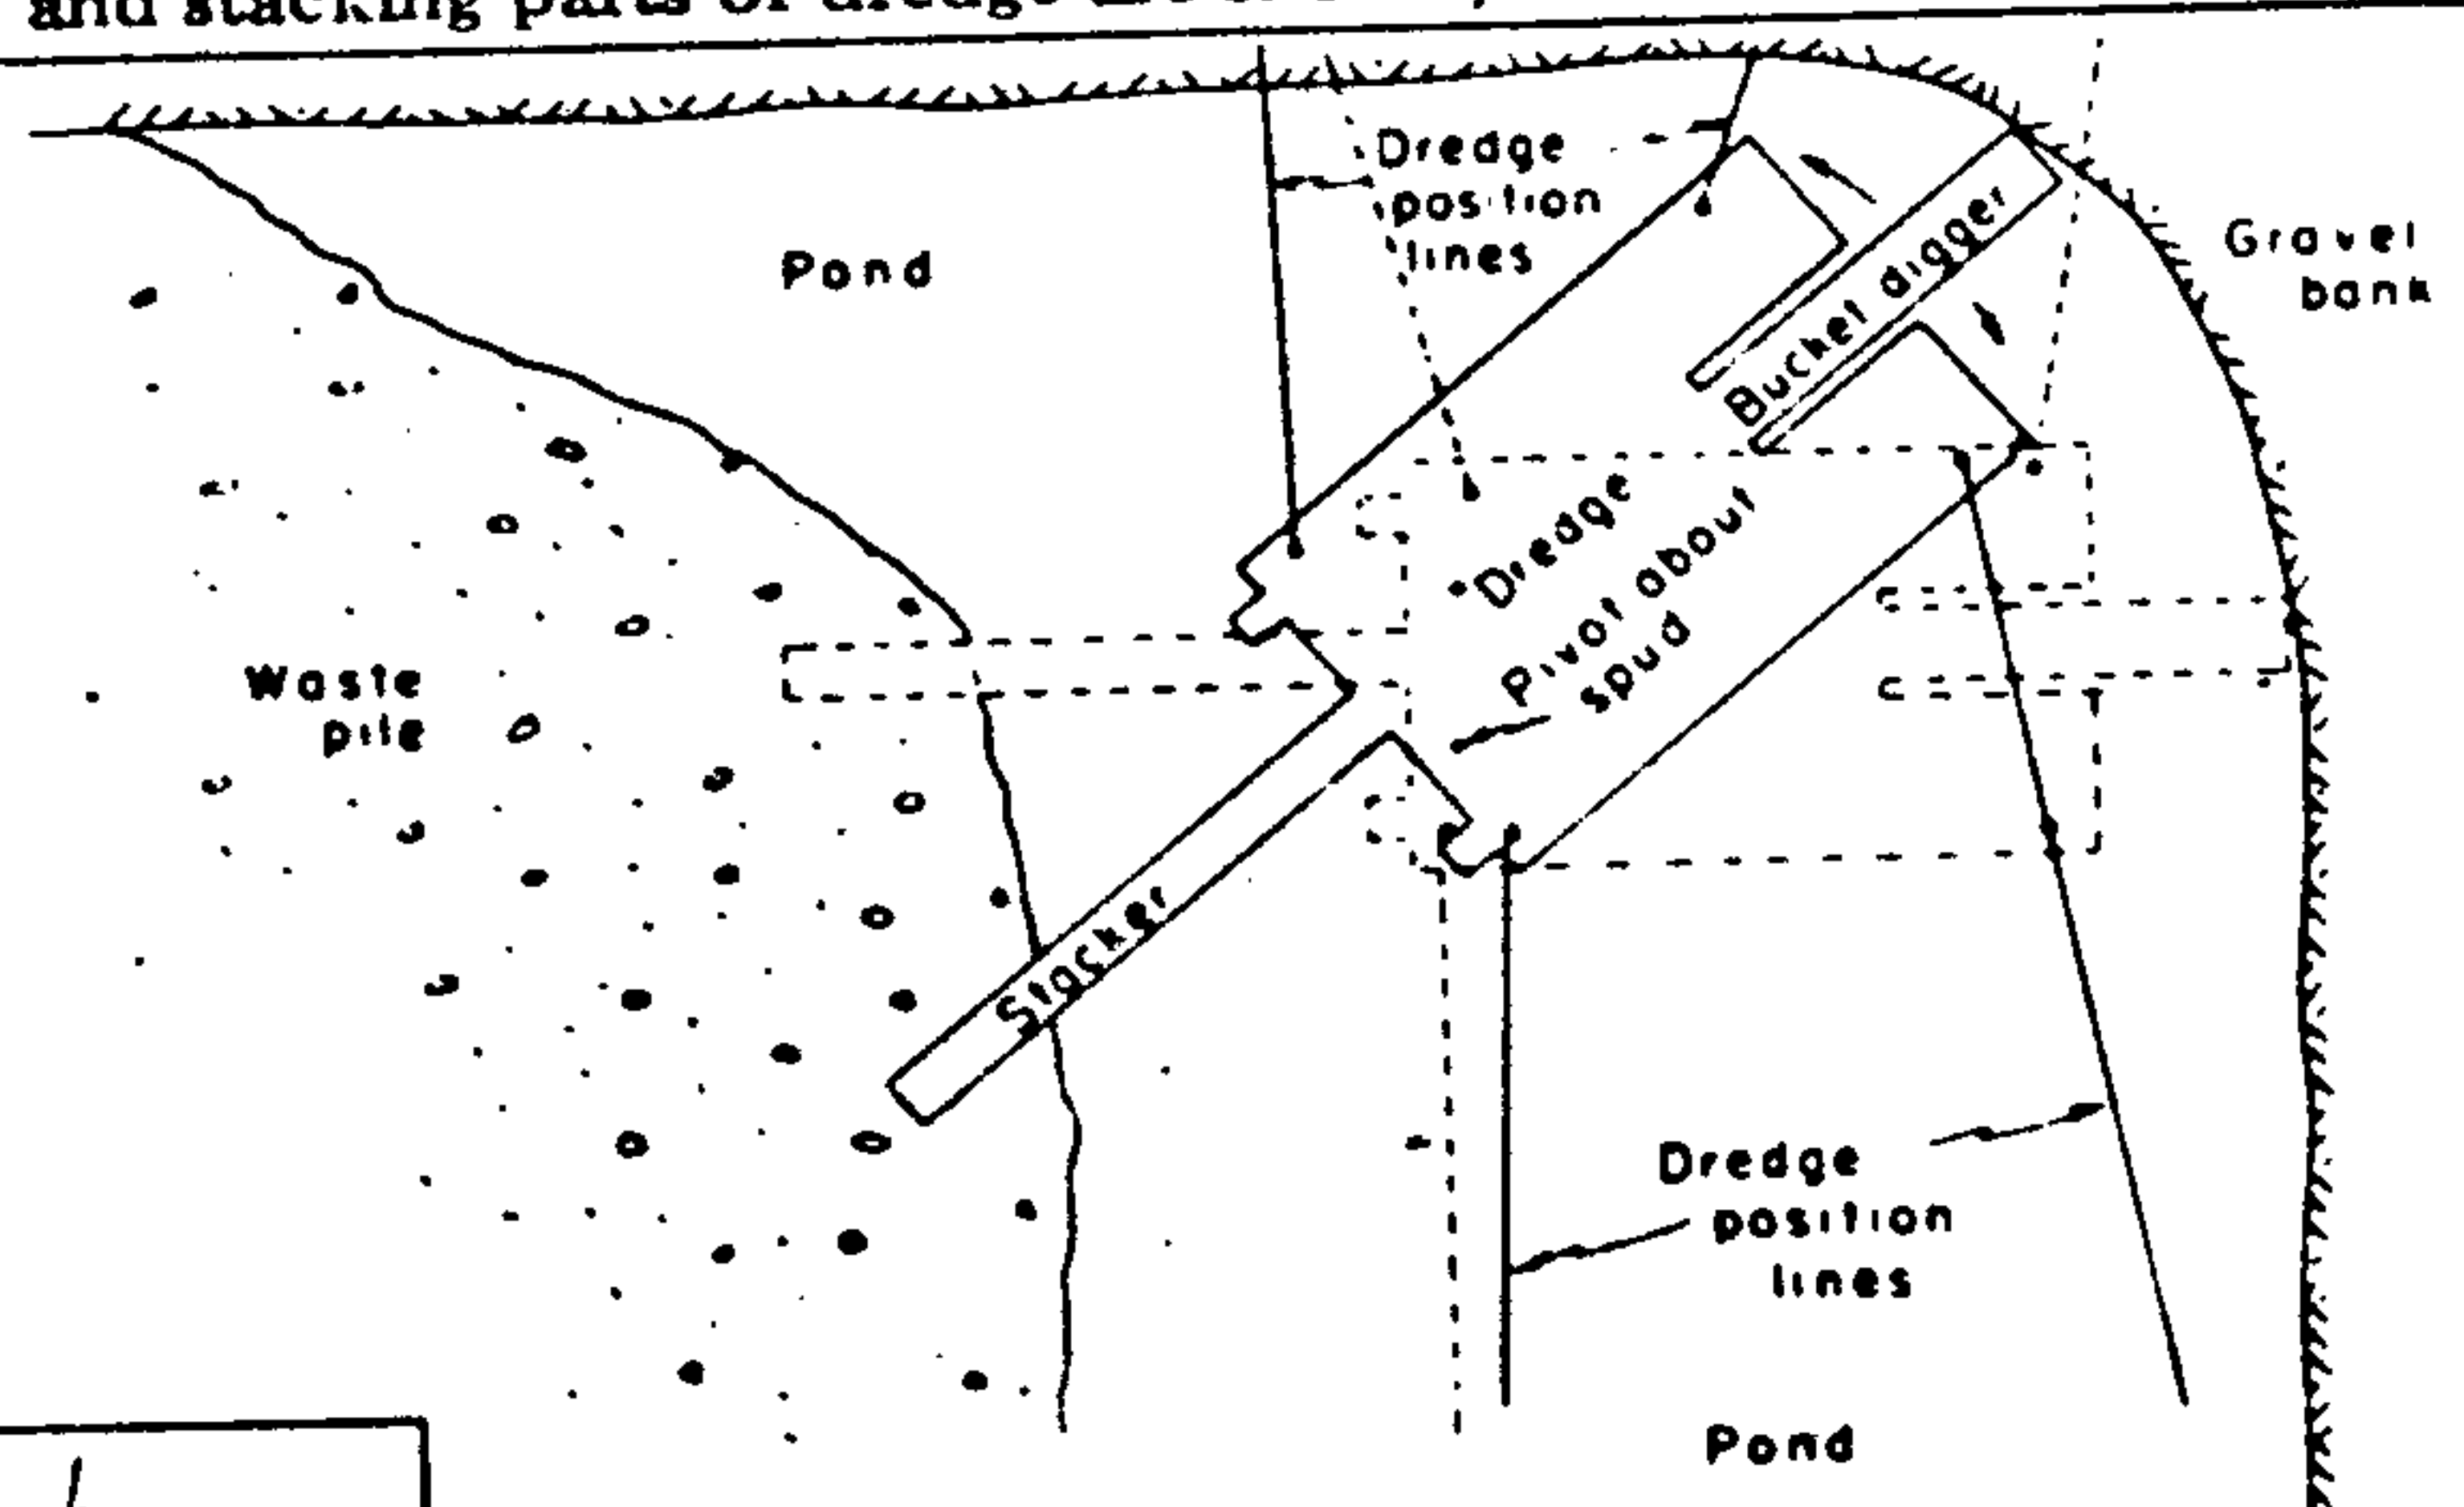 and stacking parts of dredge
Dredge
position
lines
Pond
Gravel
bank
Bucket digger
Dredge
Pivot about
spud
Waste
pile
Stacker
Dredge
position
lines
Pond